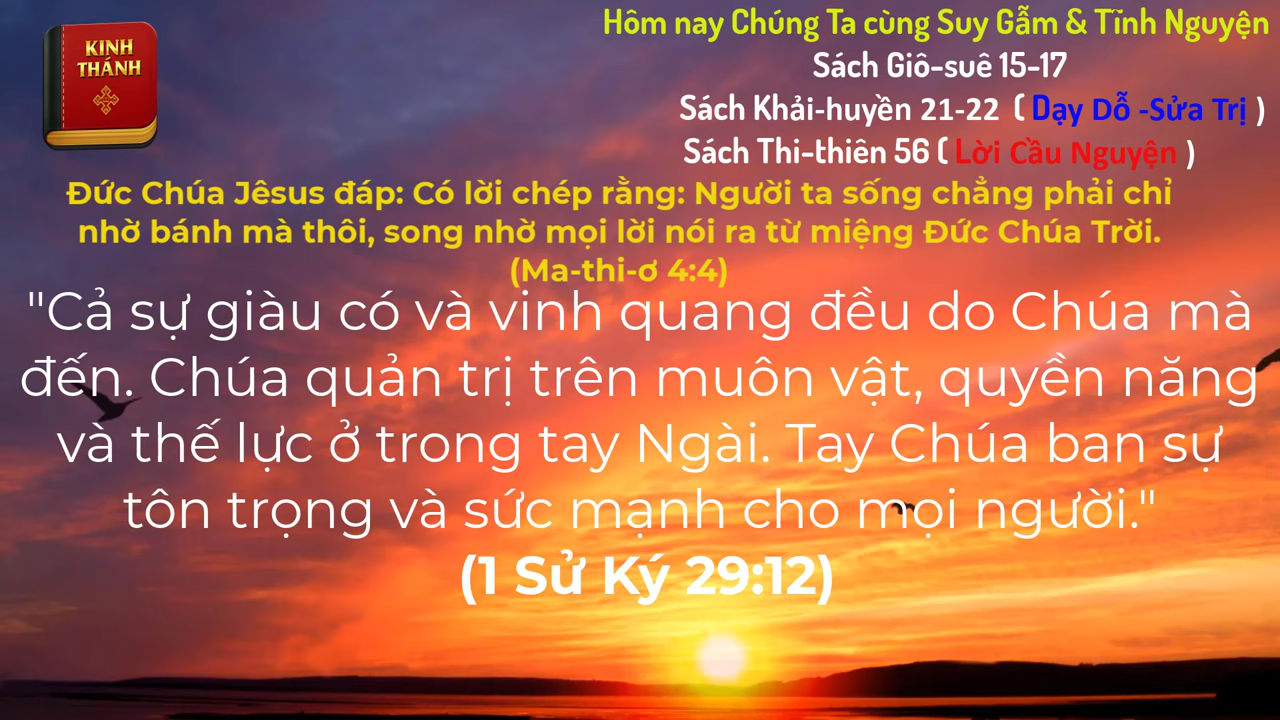 KINH
THÁNH
Hôm nay Chúng Ta cùng Suy Gẫm & Tĩnh Nguyện
Sách Giô-suê 15-17
Sách Khải-huyền 21-22 ( Dạy Dỗ -Sửa Trị )
Sách Thi-thiên 56 ( Lời Cầu Nguyện )
Đức Chúa Jêsus đáp: Có lời chép rằng: Người ta sống chẳng phải chỉ
nhờ bánh mà thôi, song nhờ mọi lời nói ra từ miệng Đức Chúa Trời.
(Ma-thi-ơ 4:4)
"Cả sự giàu có và vinh quang đều do Chúa mà
đến. Chúa quản trị trên muôn vật, quyền năng
và thế lực ở trong tay Ngài. Tay Chúa ban sự
tôn trọng và sức mạnh cho mọi người."
(1 Sử Ký 29:12)